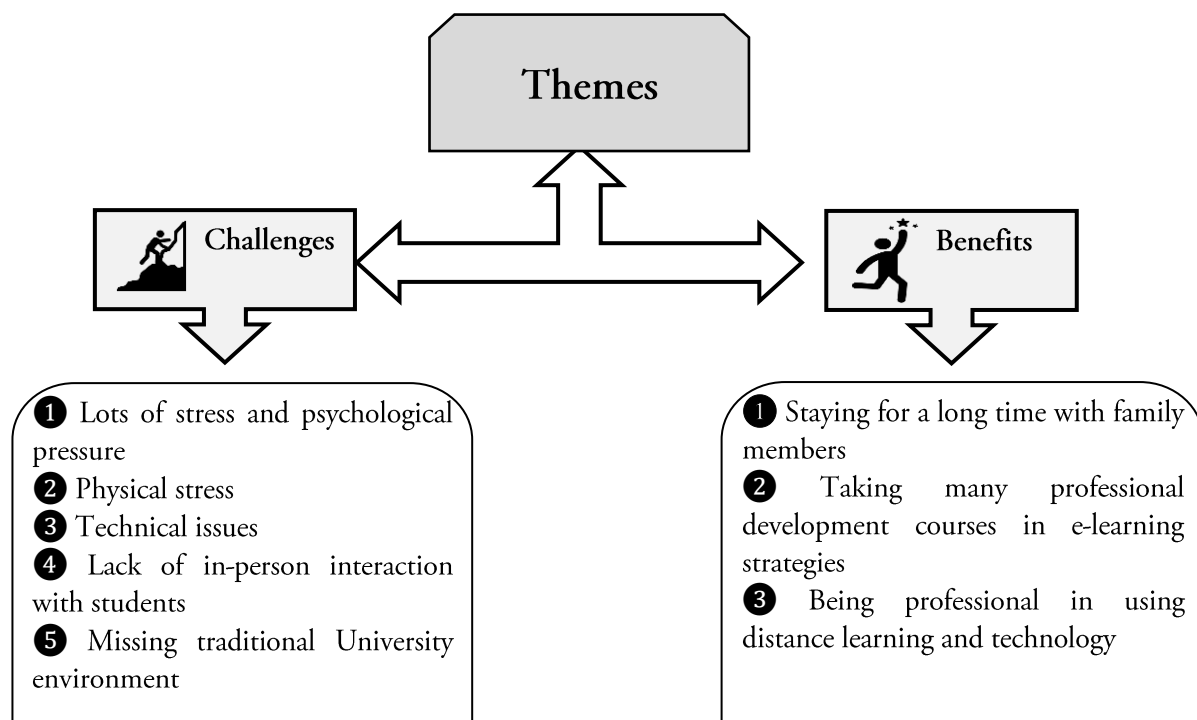 Themes
Challenges
Benefits
❶ Lots of stress and psychological
pressure
❷ Physical stress
❸ Technical issues
❹ Lack of in-person interaction
with students
❺ Missing traditional University
environment
❶ Staying for a long time with family
members
❷ Taking many professional
development courses in e-learning
strategies
❸ Being professional in using
distance learning and technology